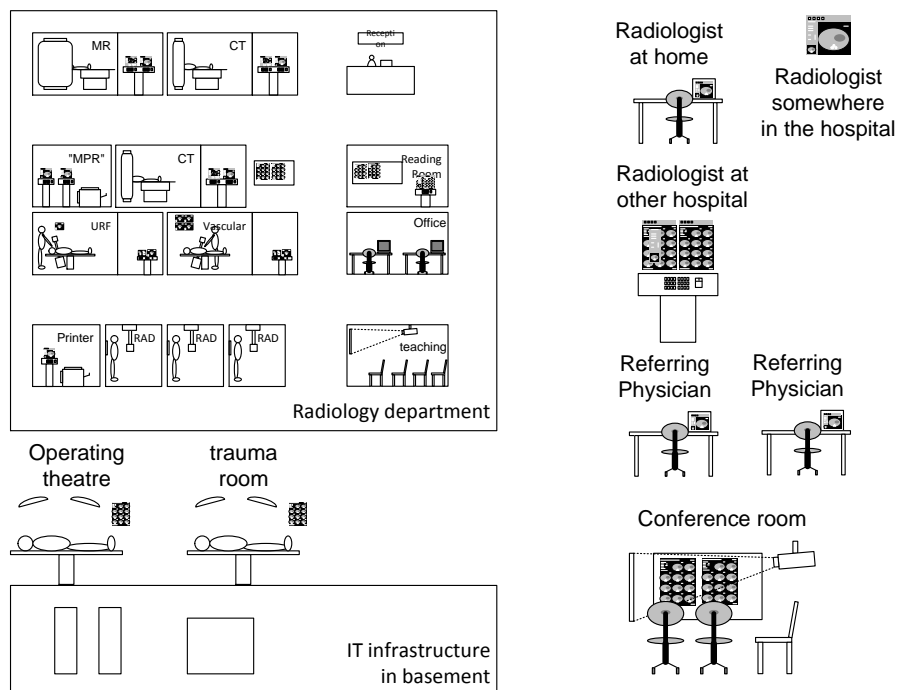 MR
CT
Recepti
on
"MPR"
CT
Reading
Room
URF
Vascular
Office
Printer
RAD
RAD
RAD
teaching
Radiology department
Operating
theatre
trauma
room
IT infrastructure
in basement
Radiologist
at home
Radiologist
somewhere
in the hospital
Radiologist at
other hospital
Referring
Physician
Referring
Physician
Conference room